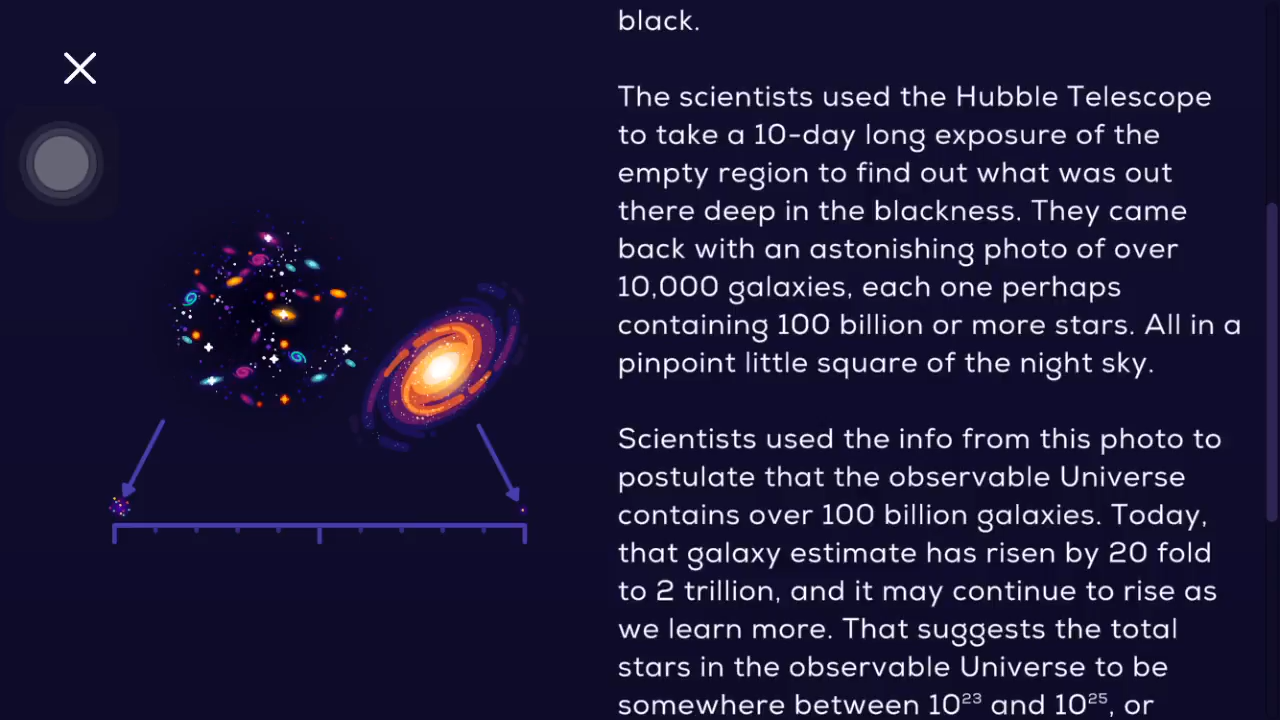 black.
The scientists used the Hubble Telescope
to take a 10-day long exposure of the
empty region to find out what was out
there deep in the blackness. They came
back with an astonishing photo of over
10,000 galaxies, each one perhaps
containing 100 billion or more stars. All in a
pinpoint little square of the night sky.
Scientists used the info from this photo to
postulate that the observable Universe
contains over 100 billion galaxies. Today,
that galaxy estimate has risen by 20 fold
to 2 trillion, and it may continue to rise as
we learn more. That suggests the total
stars in the observable Universe to be
somewhere between 10²³ and 10²⁵, or